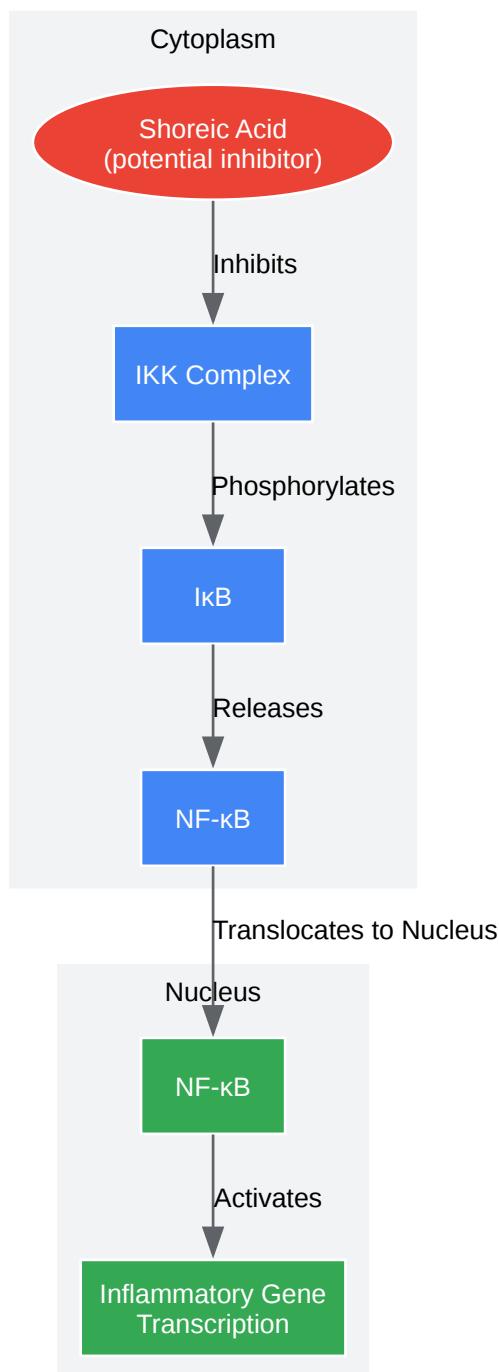 Cytoplasm
Shoreic Acid
(potential inhibitor)
Inhibits
IKK Complex
Phosphorylates
IκB
Releases
NF-κB
Translocates to Nucleus
Nucleus
NF-κB
Activates
Inflammatory Gene
Transcription